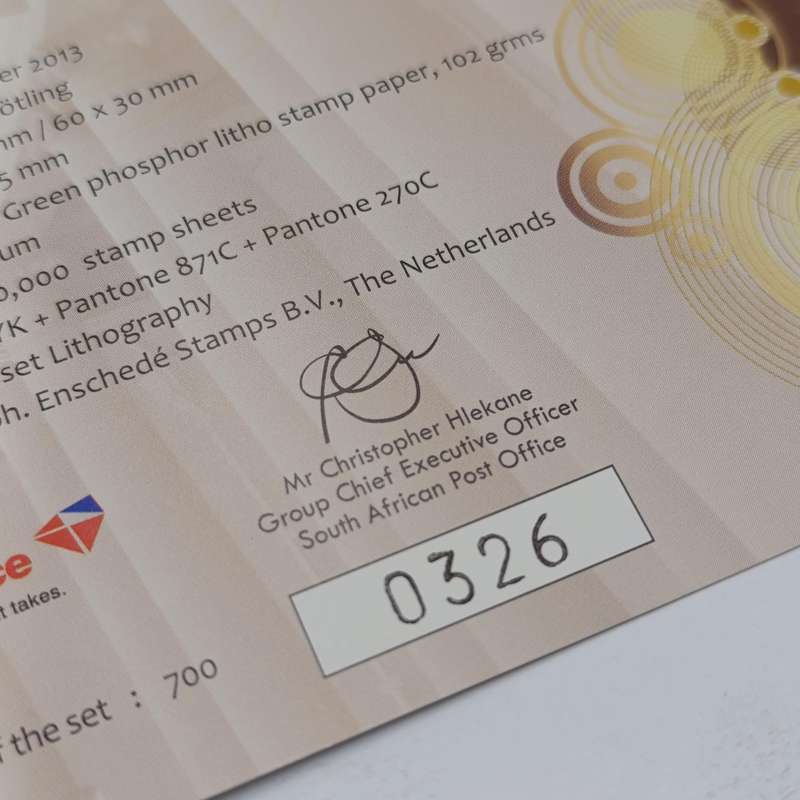 er 2013
ötling
mm / 60 x 30 mm
5 mm
Green phosphor litho stamp paper, 102 grms
um
0,000 stamp sheets
YK + Pantone 871C + Pantone 270C
set Lithography
h. Enschedé Stamps B.V., The Netherlands
Mr Christopher Hlekane
Group Chief Executive Officer
South African Post Office
0326
ce
t takes.
f the set : 700